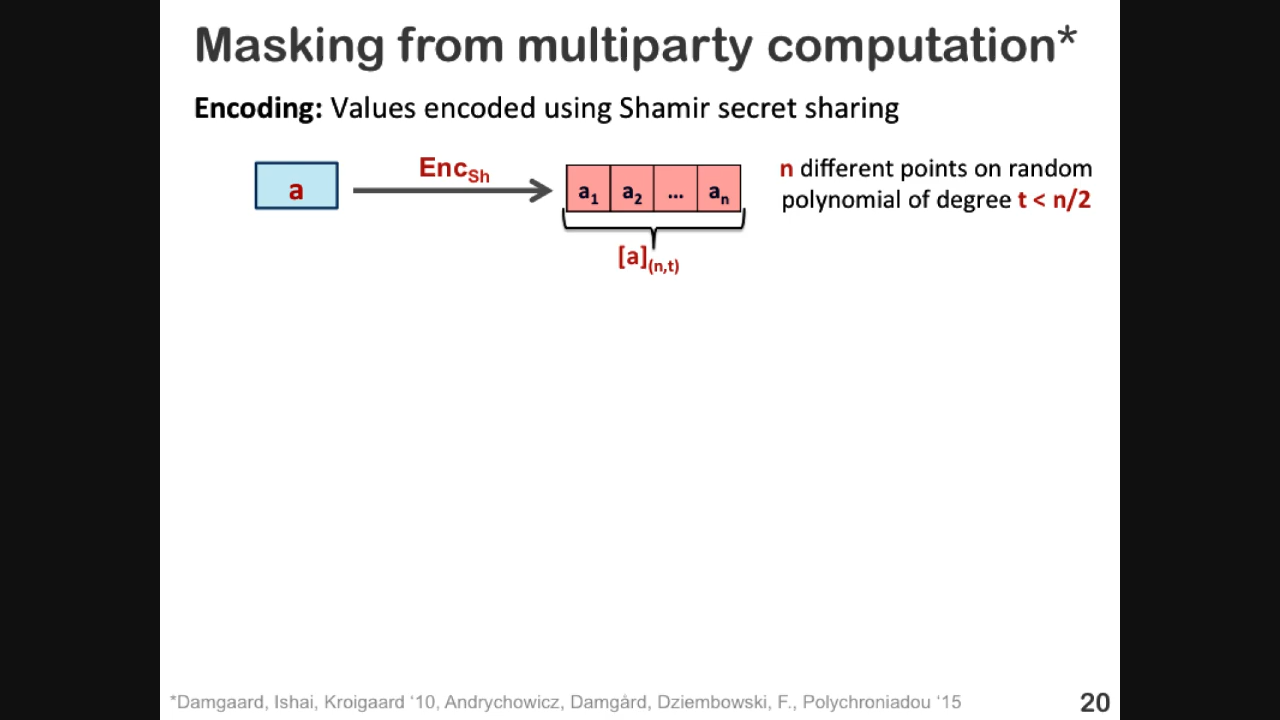 Masking from multiparty computation*
Encoding: Values encoded using Shamir secret sharing
a
EncSh
a1 a2 ... an
[a](n,t)
n different points on random
polynomial of degree t < n/2
*Damgaard, Ishai, Kroigaard ‘10, Andrychowicz, Damgård, Dziembowski, F., Polychroniadou ‘15
20